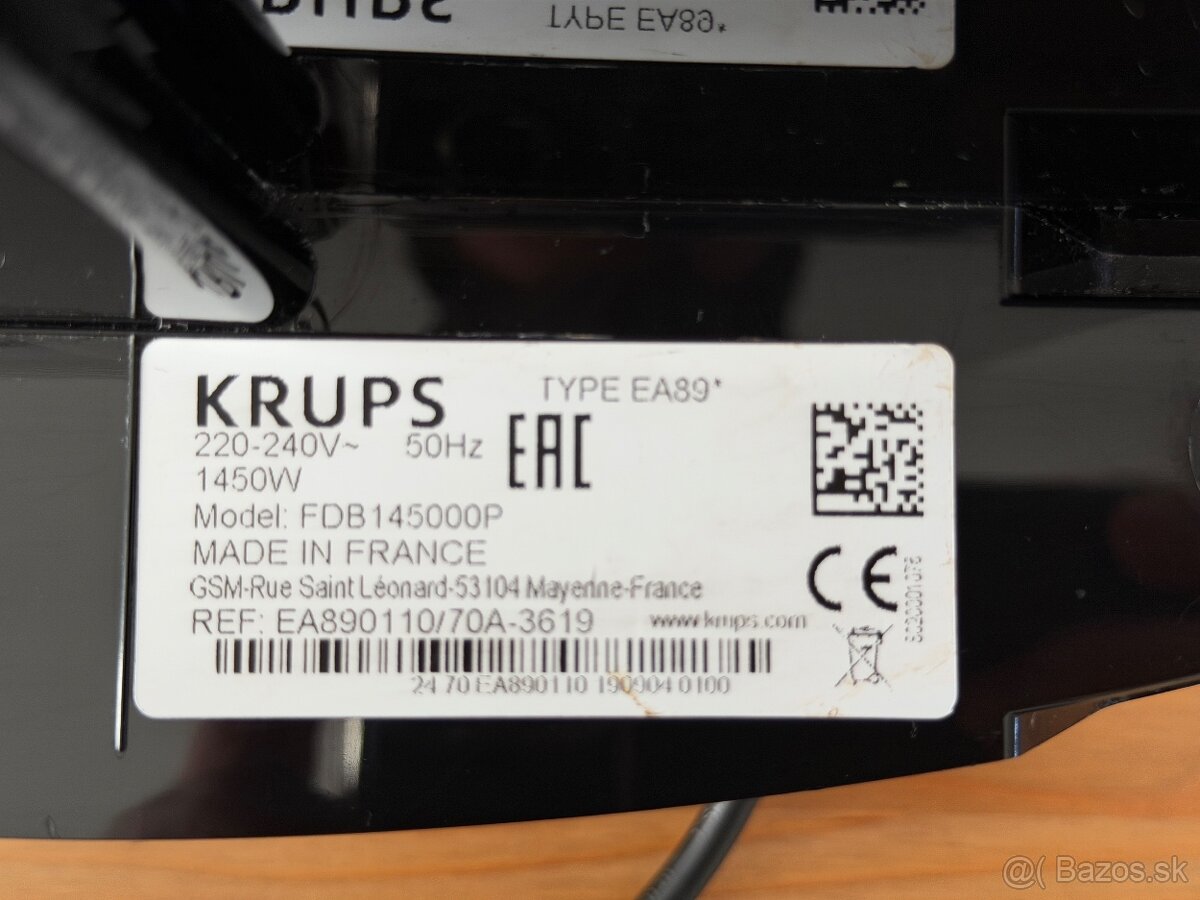 TYPE EA89*
KRUPS
TYPE EA89*
220-240V~ 50Hz
EAC
1450W
Model: FDB145000P
MADE IN FRANCE
GSM-Rue Saint Léonard-53104 Mayenne-France
REF: EA890110/70A-3619
www.krups.com
CE
24 70 EA890110 190904 0100
@( Bazos.sk